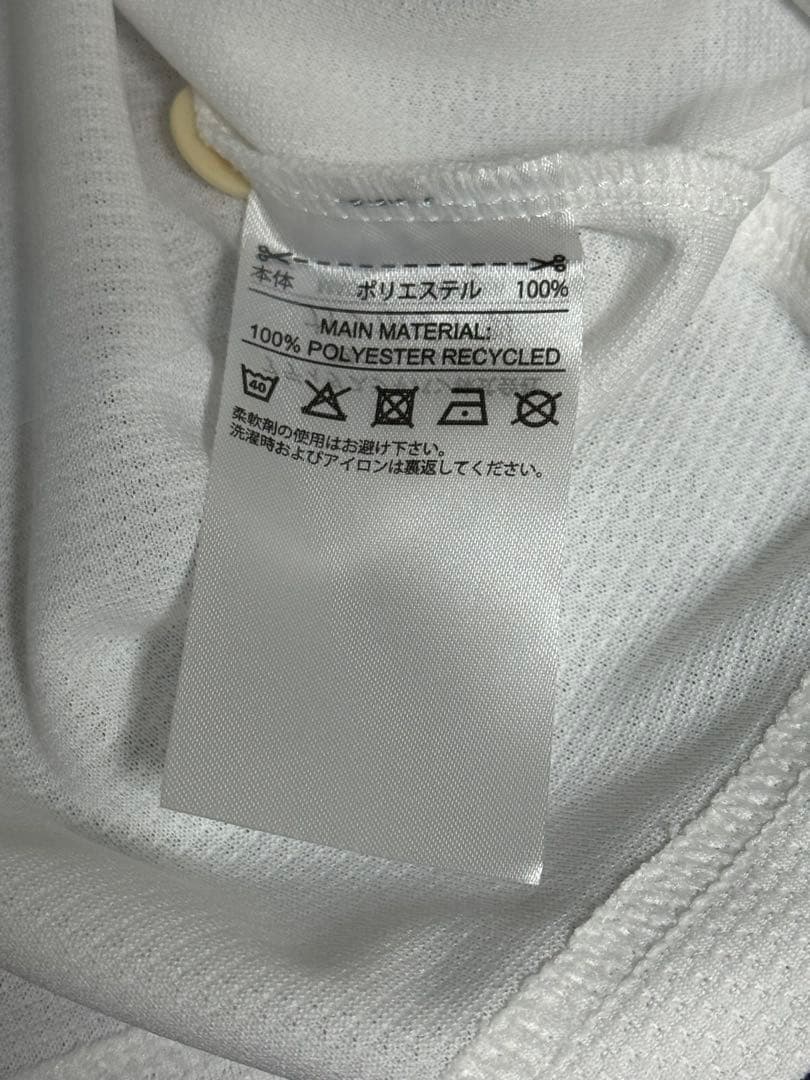 本体 ポリエステル 100%
MAIN MATERIAL:
100% POLYESTER RECYCLED
40
柔軟剤の使用はお避け下さい。
洗濯時およびアイロンは裏返してください。